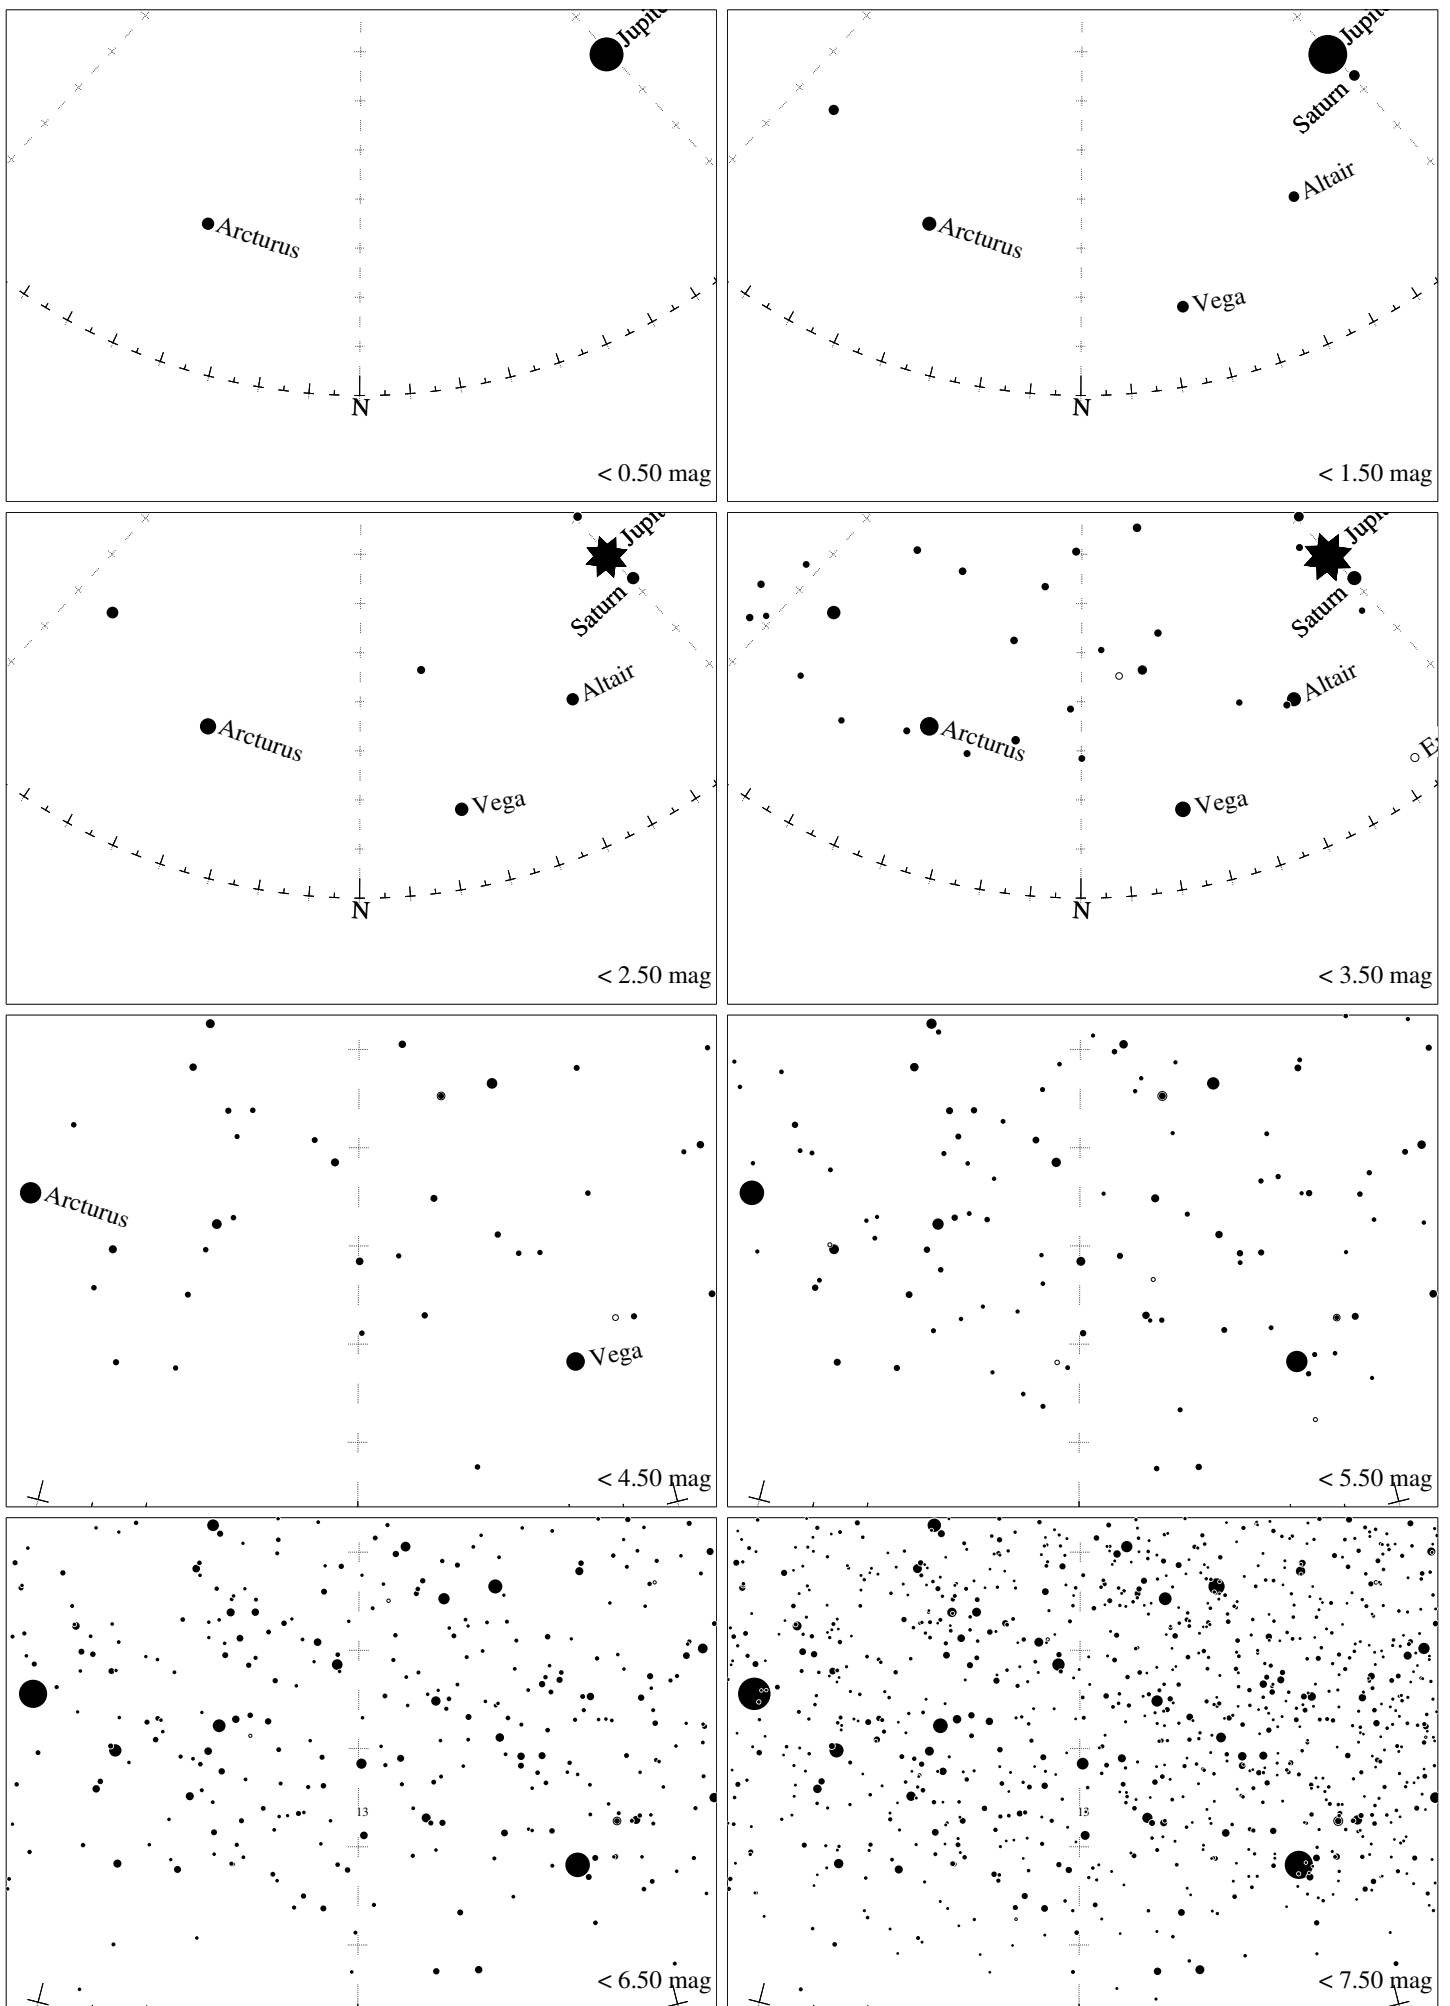 Arcturus
N
< 0.50 mag
Saturn
Altair
Arcturus
Vega
N
< 1.50 mag
Saturn
Altair
Arcturus
Vega
N
< 2.50 mag
Saturn
Altair
Arcturus
Vega
N
< 3.50 mag
Arcturus
Vega
< 4.50 mag
< 5.50 mag
13
< 6.50 mag
13
< 7.50 mag